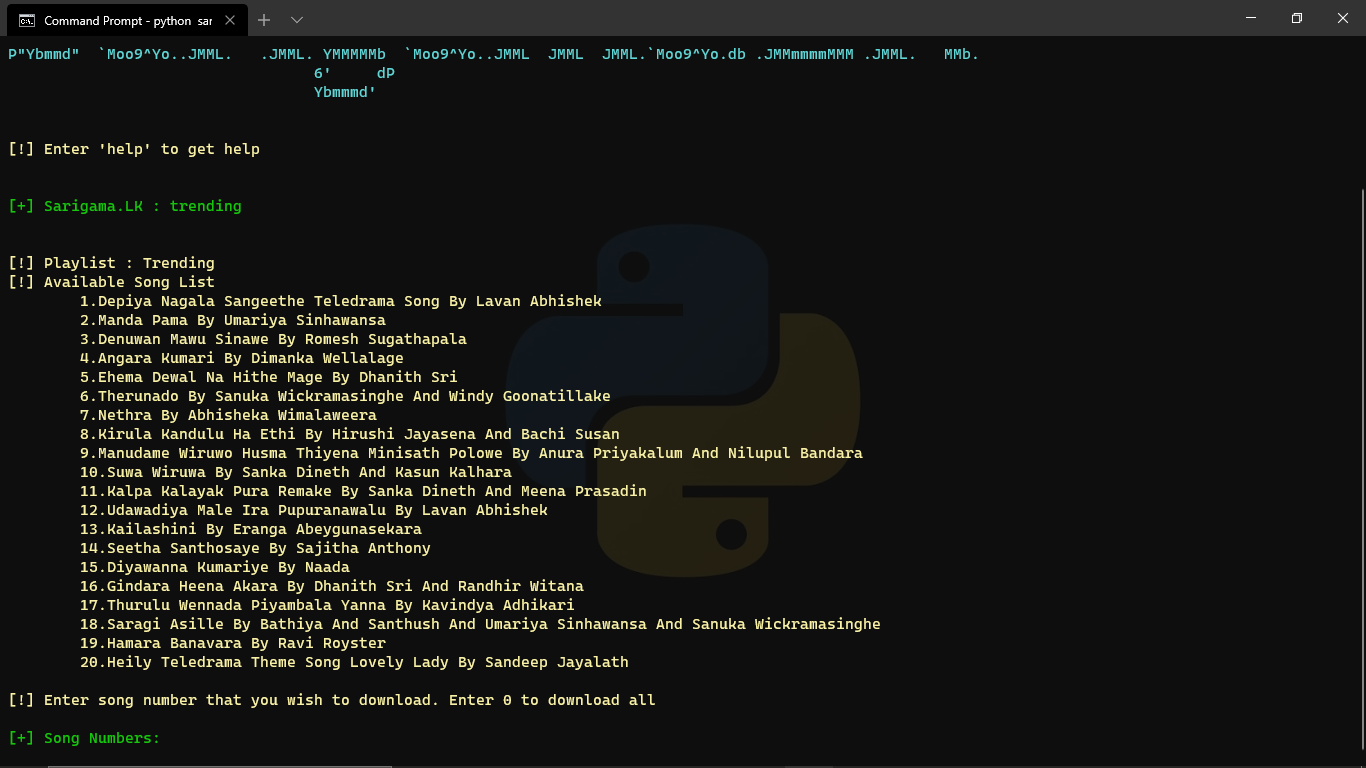 Command Prompt - python sar
P"Ybmmd" `Moo9^Yo..JMML. .JMML. YMMMMMb `Moo9^Yo..JMML JMML JMML.`Moo9^Yo.db .JMMmmmmMMM .JMML. MMb.
6' dP
Ybmmmd'
[!] Enter 'help' to get help
[+] Sarigama.LK : trending
[!] Playlist : Trending
[!] Available Song List
1.Depiya Nagala Sangeethe Teledrama Song By Lavan Abhishek
2.Manda Pama By Umariya Sinhawansa
3.Denuwan Mawu Sinawe By Romesh Sugathapala
4.Angara Kumari By Dimanka Wellalage
5.Ehema Dewal Na Hithe Mage By Dhanith Sri
6.Therunado By Sanuka Wickramasinghe And Windy Goonatillake
7.Nethra By Abhisheka Wimalaweera
8.Kirula Kandulu Ha Ethi By Hirushi Jayasena And Bachi Susan
9.Manudame Wiruwo Husma Thiyena Minisath Polowe By Anura Priyakalum And Nilupul Bandara
10.Suwa Wiruwa By Sanka Dineth And Kasun Kalhara
11.Kalpa Kalayak Pura Remake By Sanka Dineth And Meena Prasadin
12.Udawadiya Male Ira Pupuranawalu By Lavan Abhishek
13.Kailashini By Eranga Abeygunasekara
14.Seetha Santhosaye By Sajitha Anthony
15.Diyawanna Kumariye By Naada
16.Gindara Heena Akara By Dhanith Sri And Randhir Witana
17.Thurulu Wennada Piyambala Yanna By Kavindya Adhikari
18.Saragi Asille By Bathiya And Santhush And Umariya Sinhawansa And Sanuka Wickramasinghe
19.Hamara Banavara By Ravi Royster
20.Heily Teledrama Theme Song Lovely Lady By Sandeep Jayalath
[!] Enter song number that you wish to download. Enter 0 to download all
[+] Song Numbers: